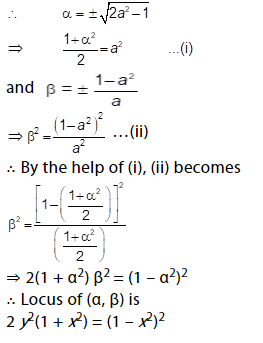 ∴ α = ±√(2a² − 1)
⇒ (1+α²)/2 = a² ...(i)
and β = ± (1−a²)/a
⇒ β² = (1−a²)²/a² ...(ii)
∴ By the help of (i), (ii) becomes
β² = [1−((1+α²)/2)]²/((1+α²)/2)
⇒ 2(1 + α²) β² = (1 − α²)²
∴ Locus of (α, β) is
2 y²(1 + x²) = (1 − x²)²